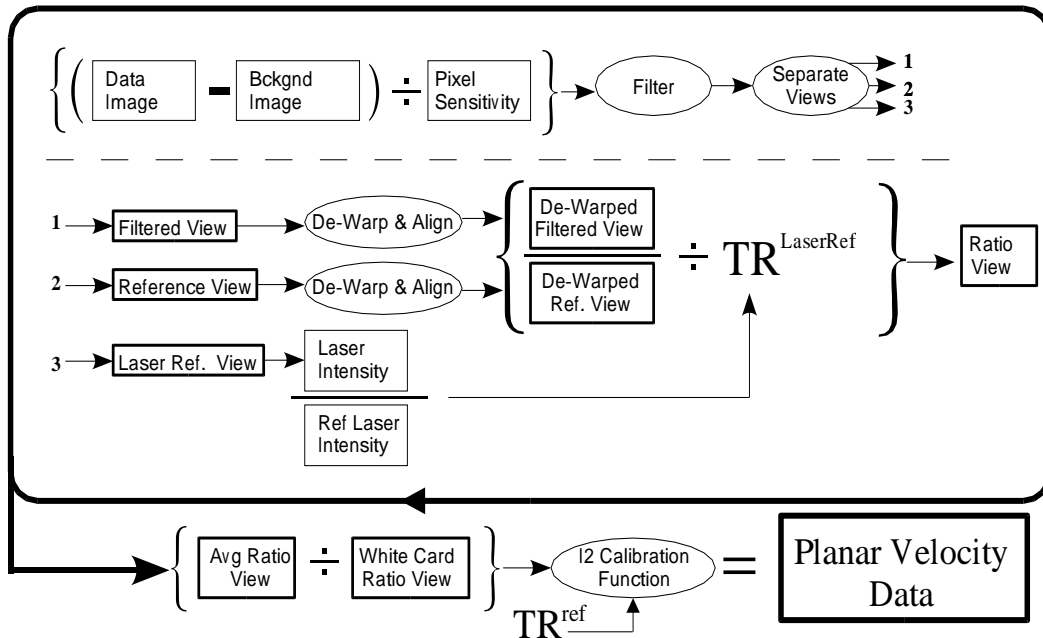 { ( Data Image − Bckgnd Image ) ÷ Pixel Sensitivity }
Filter
Separate Views
1
2
3
1
Filtered View
De-Warp & Align
2
Reference View
De-Warp & Align
De-Warped
Filtered View
De-Warped
Ref. View
÷
TR^LaserRef
Ratio
View
3
Laser Ref. View
Laser
Intensity
Ref Laser
Intensity
Avg Ratio
View
÷
White Card
Ratio View
I2 Calibration
Function
TR^ref
=
Planar Velocity
Data